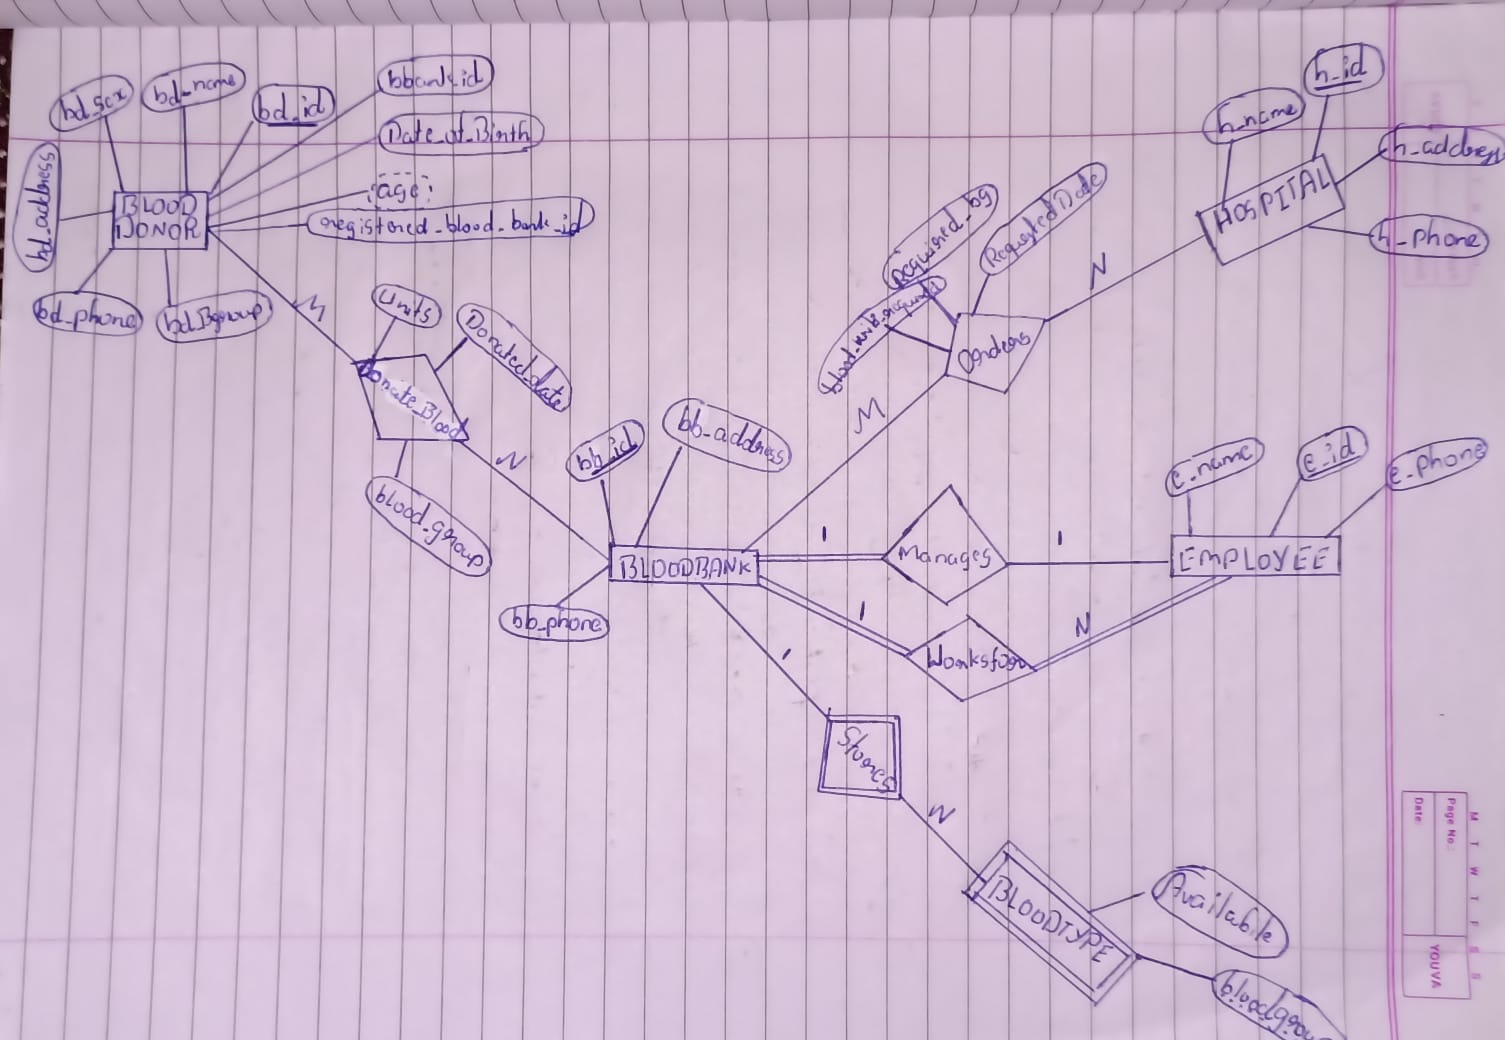 bd_sex
bd_name
bd_id
bbank_id
Date_of_Birth
age
registered_blood_bank_id
bd_address
BLOOD
DONOR
bd_phone
bd_Bgroup
M
Units
Donated_date
Donate_Blood
blood_group
N
bb_id
bb_address
BLOODBANK
bb_phone
h_name
h_id
h_address
HOSPITAL
h_phone
N
Required_bg
Requested Date
Orders
M
e_name
e_id
e_phone
EMPLOYEE
1
Manages
1
1
Worksfor
N
1
Stores
N
BLOODTYPE
Available
M T W T F S S
Page No.:
Date:
YOUVA